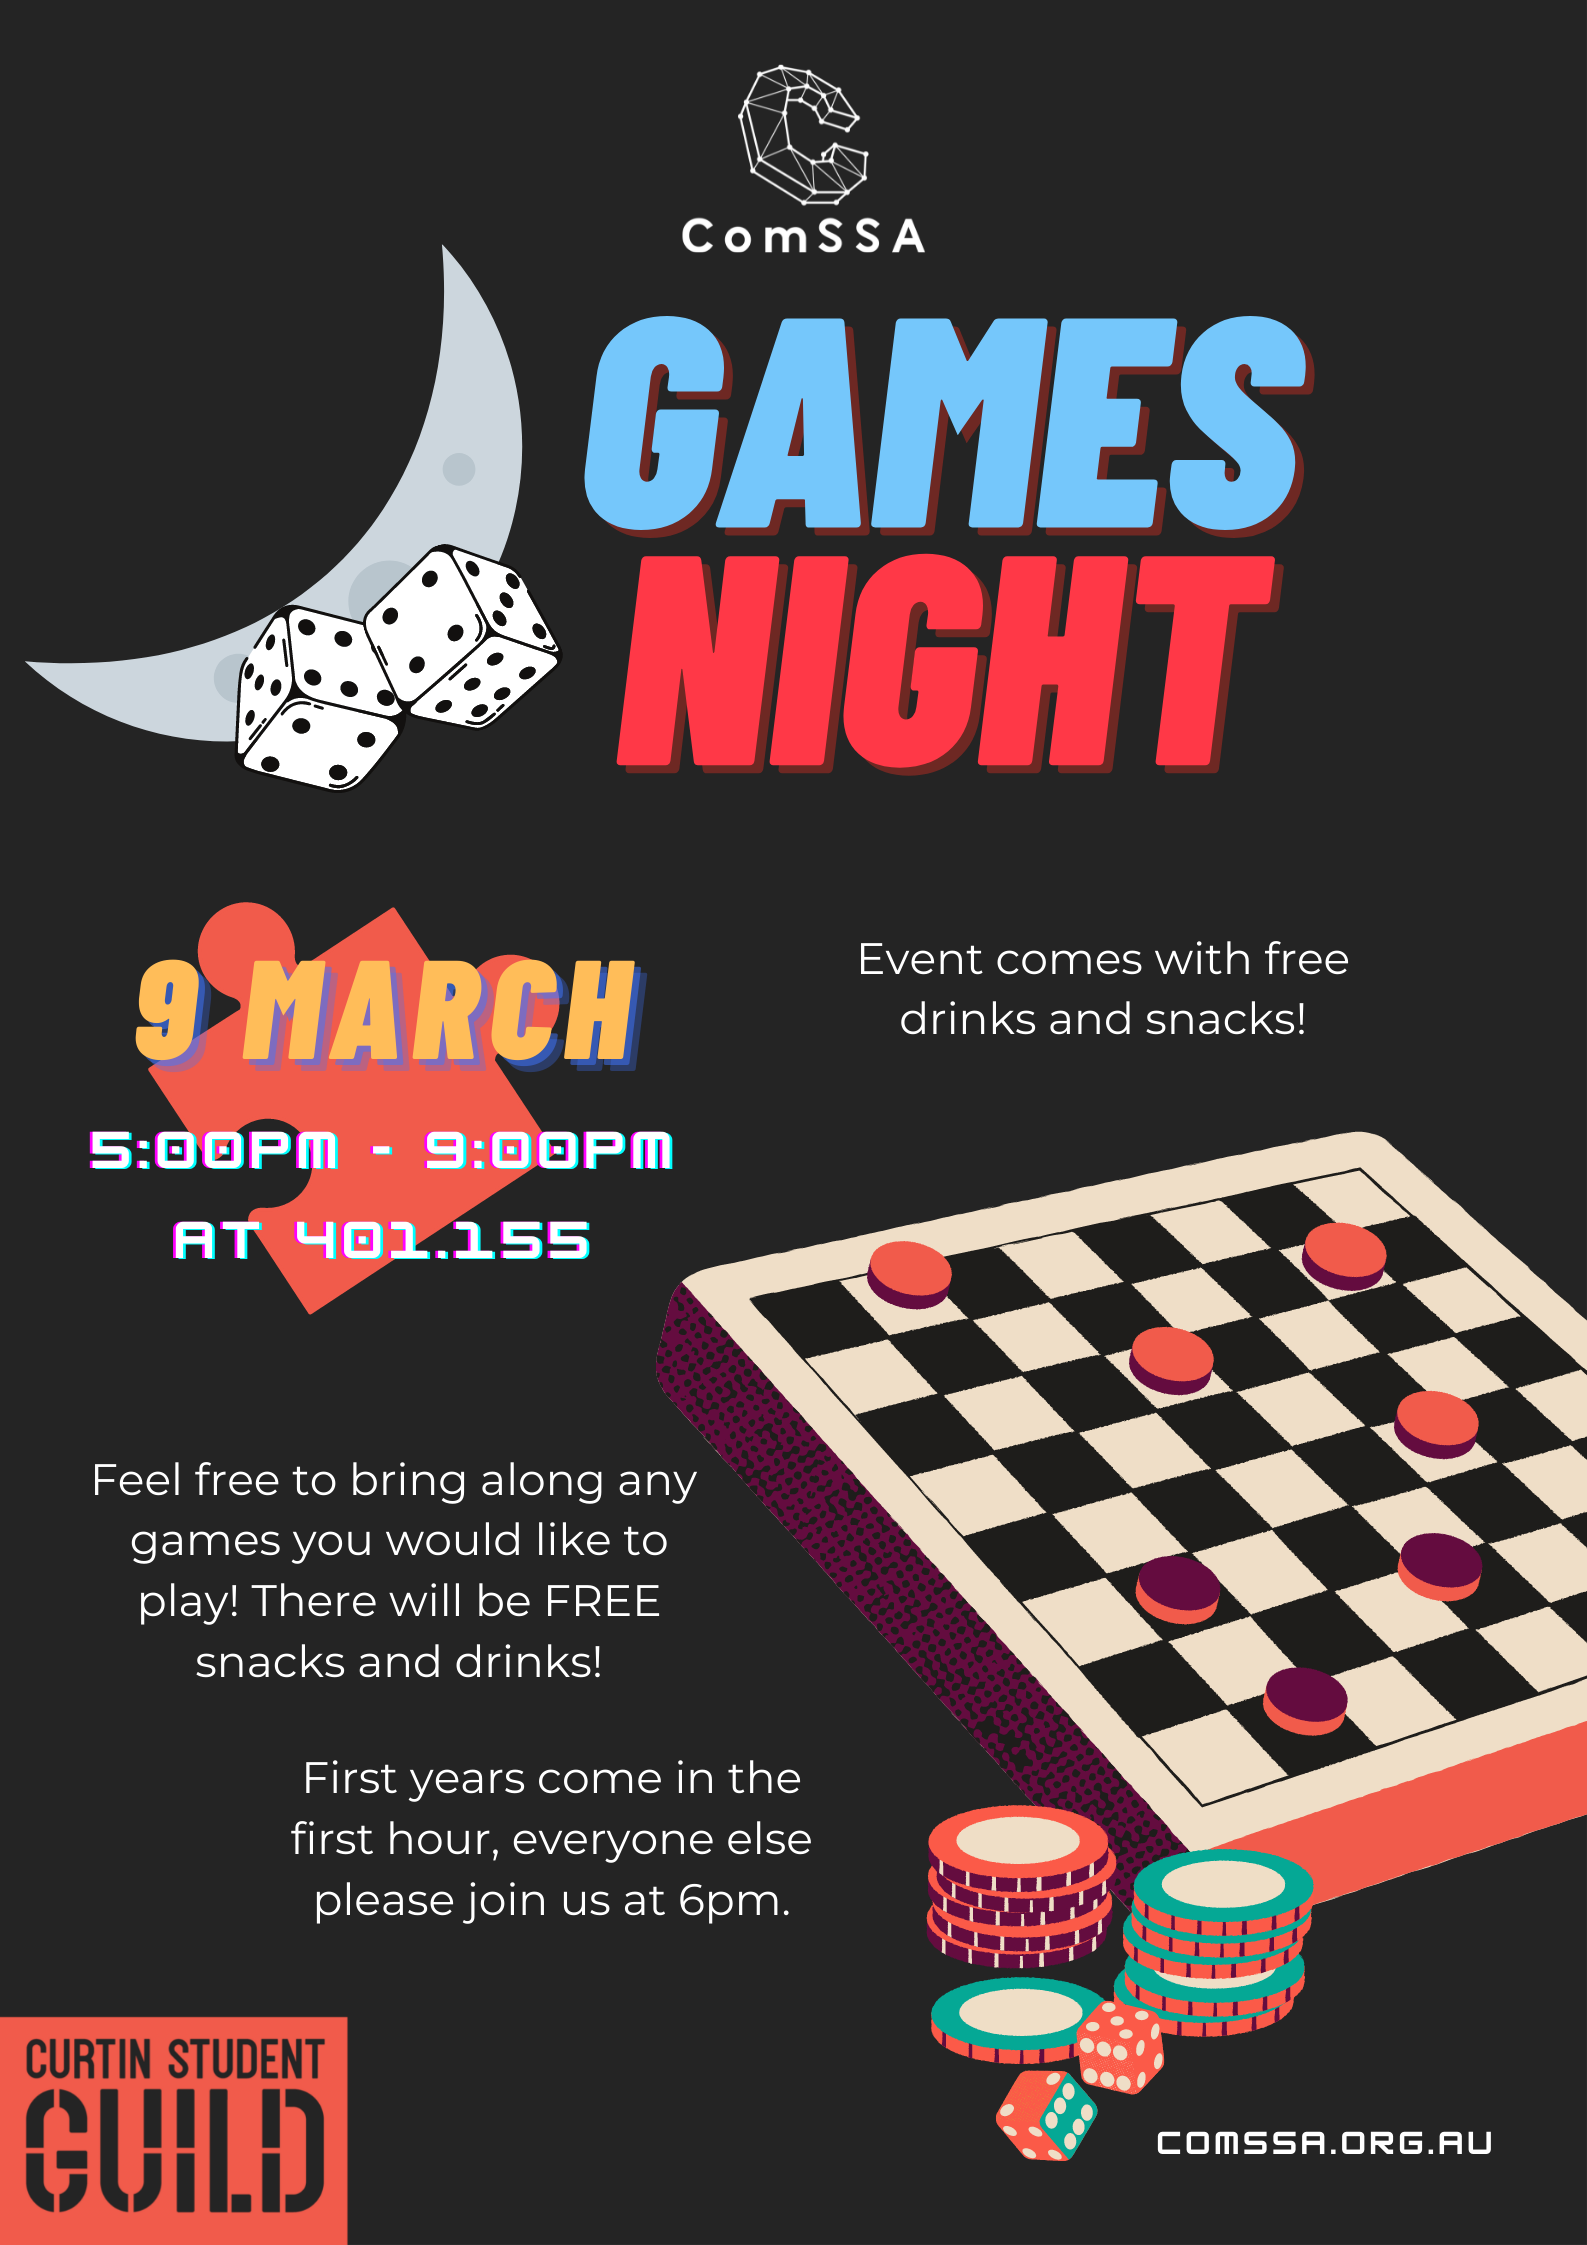 ComSSA
GAMES
NIGHT
9 MARCH
5:00PM - 9:00PM
AT 401.155
Event comes with free
drinks and snacks!
Feel free to bring along any
games you would like to
play! There will be FREE
snacks and drinks!
First years come in the
first hour, everyone else
please join us at 6pm.
CURTIN STUDENT
GUILD
COMSSA.ORG.AU